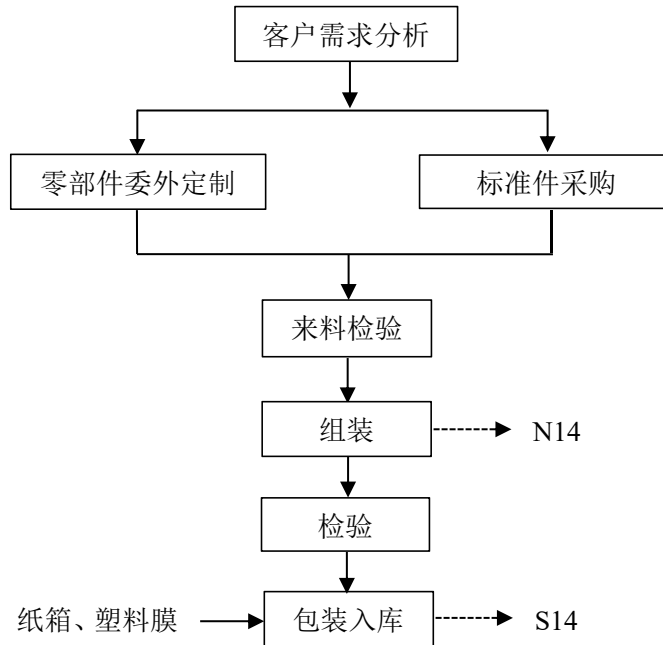 客户需求分析
零部件委外定制
标准件采购
来料检验
组装
N14
检验
纸箱、塑料膜
包装入库
S14